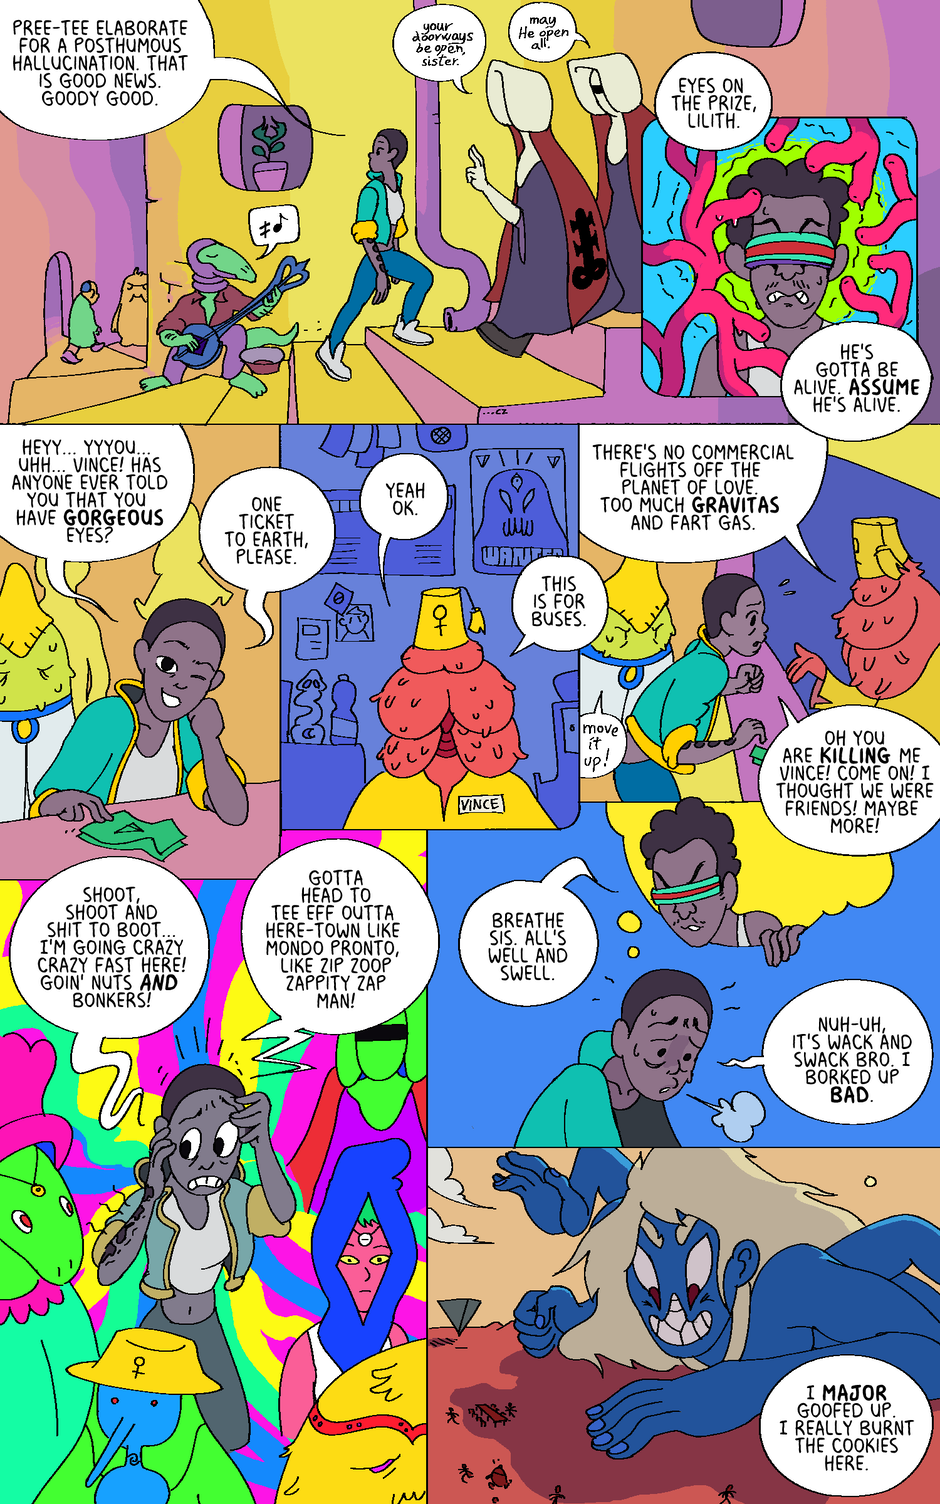 PREE-TEE ELABORATE
FOR A POSTHUMOUS
HALLUCINATION. THAT
IS GOOD NEWS.
GOODY GOOD.
your
doorways
be open,
sister.
may
He open
all.
EYES ON
THE PRIZE,
LILITH.
HE'S
GOTTA BE
ALIVE. ASSUME
HE'S ALIVE.
...CZ
HEYY... YYYOU...
UHH... VINCE! HAS
ANYONE EVER TOLD
YOU THAT YOU
HAVE GORGEOUS
EYES?
ONE
TICKET
TO EARTH,
PLEASE.
YEAH
OK.
THIS
IS FOR
BUSES.
VINCE
THERE'S NO COMMERCIAL
FLIGHTS OFF THE
PLANET OF LOVE.
TOO MUCH GRAVITAS
AND FART GAS.
move
it
up!
OH YOU
ARE KILLING ME
VINCE! COME ON! I
THOUGHT WE WERE
FRIENDS! MAYBE
MORE!
SHOOT,
SHOOT AND
SHIT TO BOOT...
I'M GOING CRAZY
CRAZY FAST HERE!
GOIN' NUTS AND
BONKERS!
GOTTA
HEAD TO
TEE EFF OUTTA
HERE-TOWN LIKE
MONDO PRONTO,
LIKE ZIP ZOOP
ZAPPITY ZAP
MAN!
BREATHE
SIS. ALL'S
WELL AND
SWELL.
NUH-UH,
IT'S WACK AND
SWACK BRO. I
BORKED UP
BAD.
I MAJOR
GOOFED UP.
I REALLY BURNT
THE COOKIES
HERE.